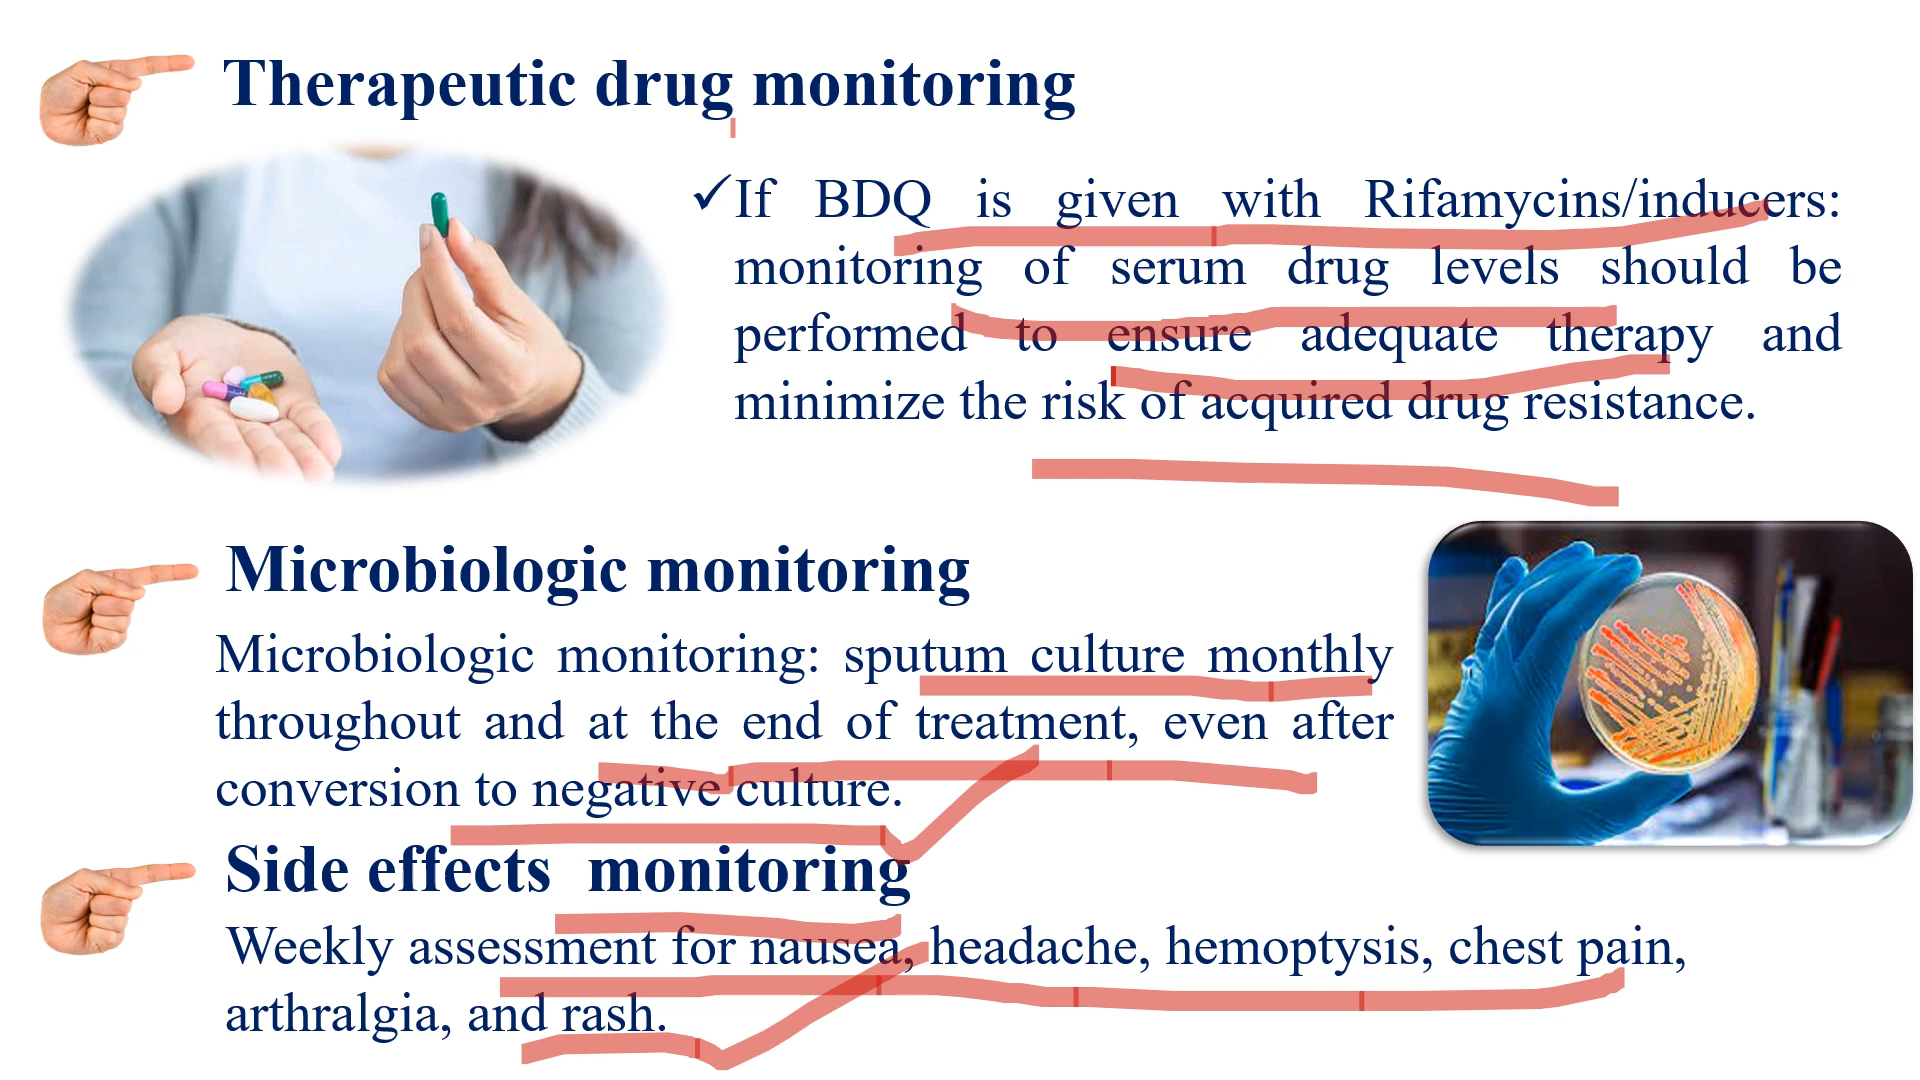 Therapeutic drug monitoring
✓If BDQ is given with Rifamycins/inducers:
monitoring of serum drug levels should be
performed to ensure adequate therapy and
minimize the risk of acquired drug resistance.
Microbiologic monitoring
Microbiologic monitoring: sputum culture monthly
throughout and at the end of treatment, even after
conversion to negative culture.
Side effects monitoring
Weekly assessment for nausea, headache, hemoptysis, chest pain,
arthralgia, and rash.